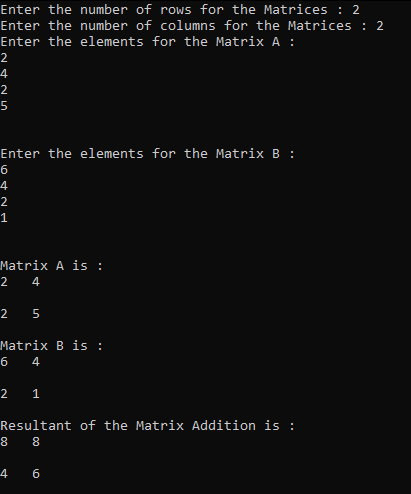 Enter the number of rows for the Matrices : 2
Enter the number of columns for the Matrices : 2
Enter the elements for the Matrix A :
2
4
2
5
Enter the elements for the Matrix B :
6
4
2
1
Matrix A is :
2   4
2   5
Matrix B is :
6   4
2   1
Resultant of the Matrix Addition is :
8   8
4   6